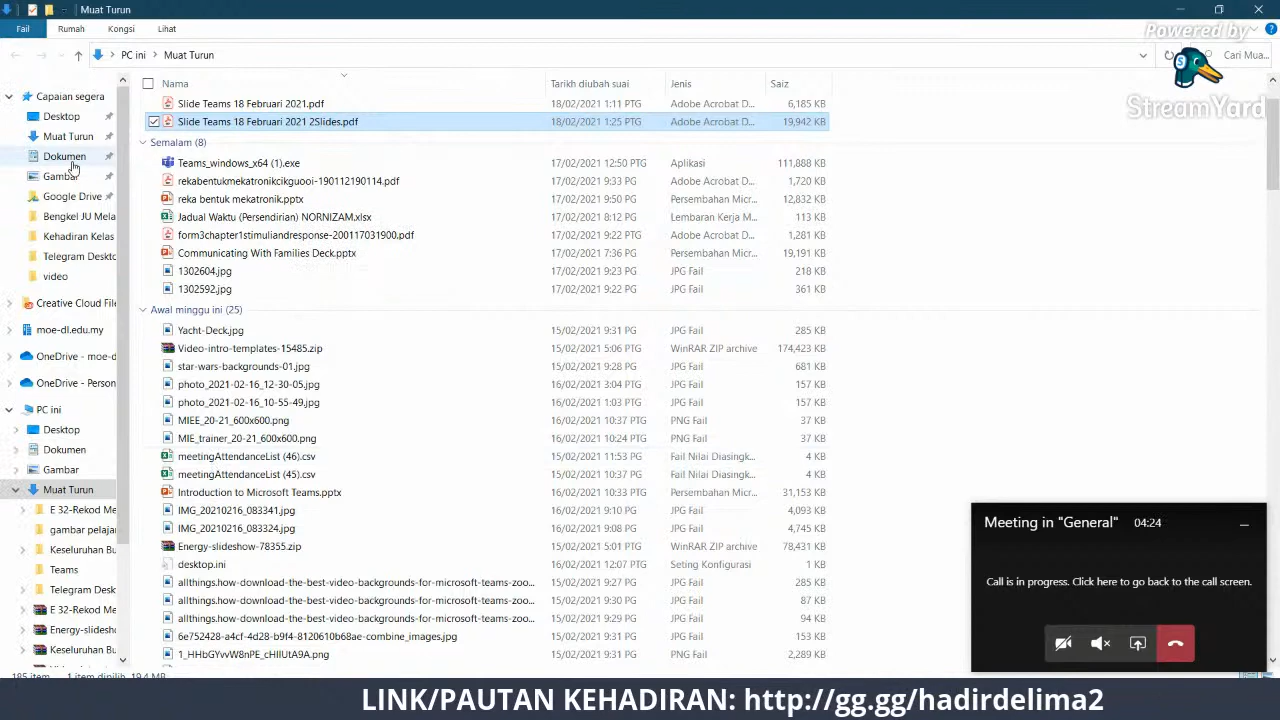 Muat Turun
Fail Rumah Kongsi Lihat
Powered by
PC ini Muat Turun Cari Mua...
StreamYard
Nama Tarikh diubah suai Jenis Saiz
Capaian segera
Desktop
Muat Turun
Dokumen
Gambar
Google Drive
Bengkel JU Mela
Kehadiran Kelas
Telegram Deskto
video
Creative Cloud File
moe-dl.edu.my
OneDrive - moe-d
OneDrive - Person
PC ini
Desktop
Dokumen
Gambar
Muat Turun
E 32-Rekod Me
gambar pelajar
Keseluruhan Bu
Teams
Telegram Deskt
E 32-Rekod Me
Energy-slidesh
Keseluruhan Bu
Slide Teams 18 Februari 2021.pdf 18/02/2021 1:11 PTG Adobe Acrobat D... 6,185 KB
Slide Teams 18 Februari 2021 2Slides.pdf 18/02/2021 1:25 PTG Adobe Acrobat D... 19,942 KB
Semalam (8)
Teams_windows_x64 (1).exe 17/02/2021 12:50 PTG Aplikasi 111,888 KB
rekabentukmekatronikcikguooi-190112190114.pdf 17/02/2021 9:33 PG Adobe Acrobat D... 1,720 KB
reka bentuk mekatronik.pptx 17/02/2021 9:50 PG Persembahan Micr... 12,832 KB
Jadual Waktu (Persendirian) NORNIZAM.xlsx 17/02/2021 8:12 PG Lembaran Kerja M... 113 KB
form3chapter1stimuliandresponse-200117031900.pdf 17/02/2021 9:22 PG Adobe Acrobat D... 1,281 KB
Communicating With Families Deck.pptx 17/02/2021 7:36 PG Persembahan Micr... 19,191 KB
1302604.jpg 17/02/2021 9:23 PG JPG Fail 218 KB
1302592.jpg 17/02/2021 9:22 PG JPG Fail 361 KB
Awal minggu ini (25)
Yacht-Deck.jpg 15/02/2021 9:31 PG JPG Fail 285 KB
Video-intro-templates-15485.zip 15/02/2021 5:06 PTG WinRAR ZIP archive 174,423 KB
star-wars-backgrounds-01.jpg 15/02/2021 9:28 PG JPG Fail 681 KB
photo_2021-02-16_12-30-05.jpg 16/02/2021 3:04 PTG JPG Fail 157 KB
photo_2021-02-16_10-55-49.jpg 16/02/2021 1:03 PTG JPG Fail 157 KB
MIEE_20-21_600x600.png 16/02/2021 10:37 PTG PNG Fail 37 KB
MIE_trainer_20-21_600x600.png 16/02/2021 10:24 PTG PNG Fail 37 KB
meetingAttendanceList (46).csv 15/02/2021 11:53 PG Fail Nilai Diasingk... 4 KB
meetingAttendanceList (45).csv 15/02/2021 10:37 PG Fail Nilai Diasingk... 4 KB
Introduction to Microsoft Teams.pptx 16/02/2021 10:33 PTG Persembahan Micr... 31,153 KB
IMG_20210216_083341.jpg 16/02/2021 9:10 PG JPG Fail 4,093 KB
IMG_20210216_083324.jpg 16/02/2021 9:08 PG JPG Fail 4,745 KB
Energy-slideshow-78355.zip 15/02/2021 5:01 PTG WinRAR ZIP archive 78,431 KB
desktop.ini 16/02/2021 12:07 PTG Seting Konfigurasi 1 KB
allthings.how-download-the-best-video-backgrounds-for-microsoft-teams-zoo... 15/02/2021 9:27 PG JPG Fail 285 KB
allthings.how-download-the-best-video-backgrounds-for-microsoft-teams-zoo... 15/02/2021 9:30 PG JPG Fail 87 KB
allthings.how-download-the-best-video-backgrounds-for-microsoft-teams-zoo... 15/02/2021 9:29 PG JPG Fail 94 KB
6e752428-a4cf-4d28-b9f4-8120610b68ae-combine_images.jpg 15/02/2021 9:31 PG JPG Fail 153 KB
15/02/2021 9:31 PG PNG Fail 2,289 KB
Meeting in "General" 04:24
Call is in progress. Click here to go back to the call screen.
185 item 1 item dipilih 19.4 MB
LINK/PAUTAN KEHADIRAN: http://gg.gg/hadirdelima2